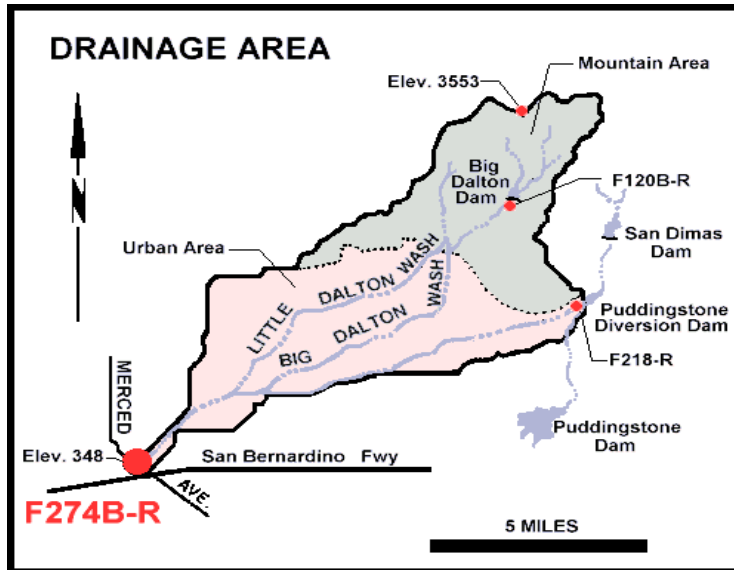 DRAINAGE AREA
Mountain Area
Elev. 3553
N
Big
Dalton
Dam
F120B-R
San Dimas
Dam
Urban Area
LITTLE DALTON WASH
BIG DALTON WASH
Puddingstone
Diversion Dam
F218-R
MERCED
AVE.
Puddingstone
Dam
Elev. 348
San Bernardino Fwy
F274B-R
5 MILES